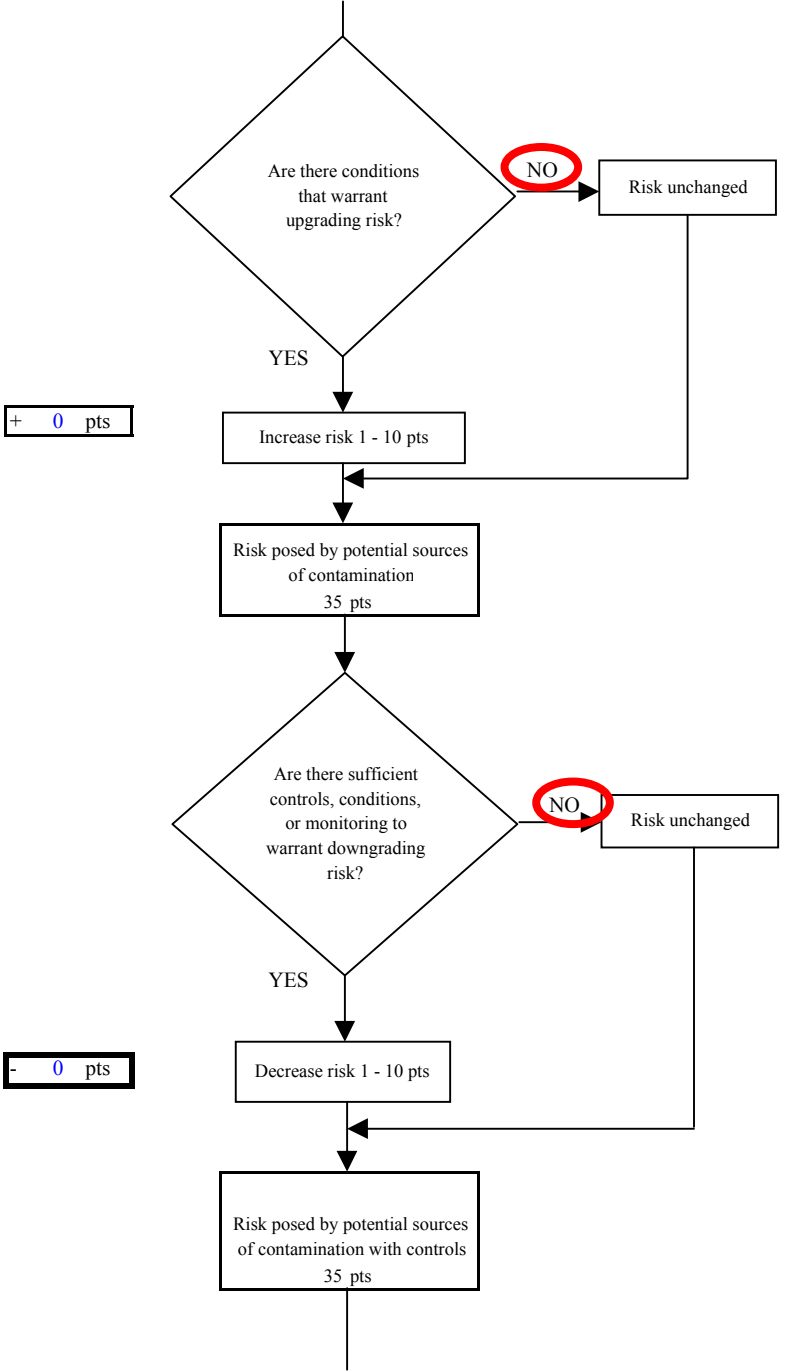 Are there conditions
that warrant
upgrading risk?
NO
Risk unchanged
YES
+ 0 pts
Increase risk 1 - 10 pts
Risk posed by potential sources
of contamination
35 pts
Are there sufficient
controls, conditions,
or monitoring to
warrant downgrading
risk?
NO
Risk unchanged
YES
- 0 pts
Decrease risk 1 - 10 pts
Risk posed by potential sources
of contamination with controls
35 pts